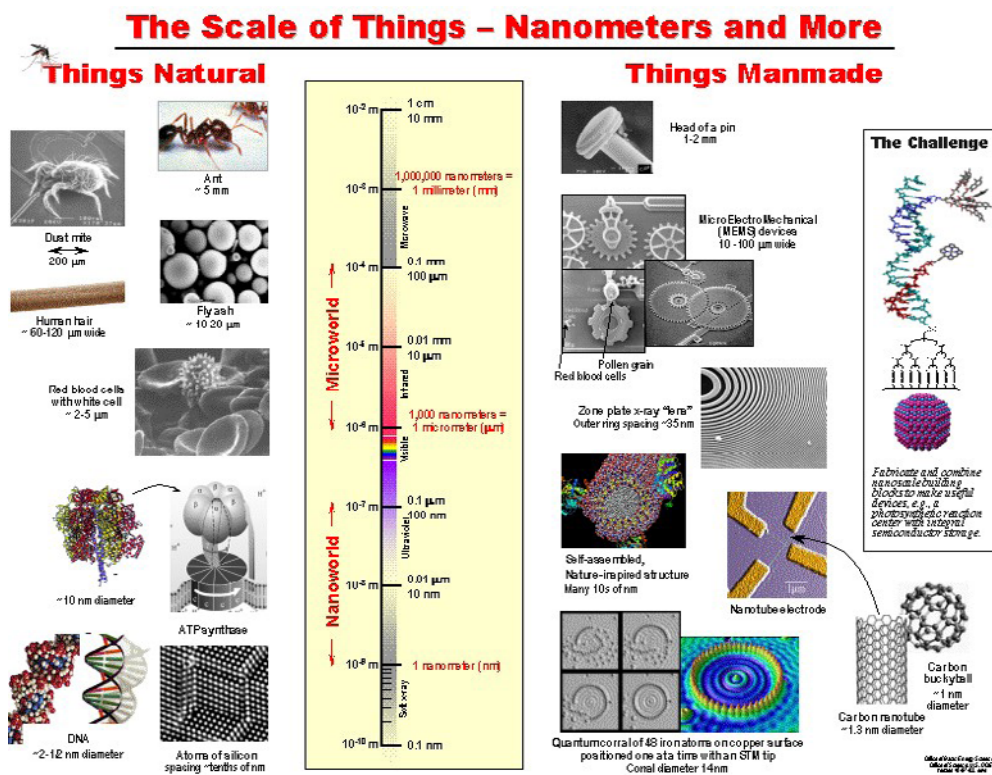 The Scale of Things – Nanometers and More
Things Natural
Things Manmade
Ant
~ 5 mm
Dust mite
200 µm
Human hair
~ 60-120 µm wide
Fly ash
~ 10-20 µm
Red blood cells
with white cell
~ 2-5 µm
~10 nm diameter
ATP synthase
DNA
~2-1/2 nm diameter
Atoms of silicon
spacing ~tenths of nm
Microworld
Nanoworld
10-2 m
1 cm
10 mm
10-3 m
1,000,000 nanometers =
1 millimeter (mm)
Microwave
10-4 m
0.1 mm
100 µm
10-4 m
0.01 mm
10 µm
Infrared
10-6 m
1,000 nanometers =
1 micrometer (µm)
Visible
10-7 m
0.1 µm
100 nm
Ultraviolet
0.01 µm
10 nm
1 nanometer (nm)
Soft x-ray
10-10 m
0.1 nm
Head of a pin
1-2 mm
MicroElectroMechanical
(MEMS) devices
10 -100 µm wide
Pollen grain
Red blood cells
Zone plate x-ray "lens"
Outer ring spacing ~35 nm
Self-assembled,
Nature-inspired structure
Many 10s of nm
1µm
Nanotube electrode
Carbon
buckyball
~1 nm
diameter
Carbon nanotube
~1.3 nm diameter
Quantum corral of 48 iron atoms on copper surface
positioned one at a time with an STM tip
Corral diameter 14 nm
The Challenge
Fabricate and combine
nanoscale building
blocks to make useful
devices, e.g., a
photosynthetic reaction
center with integral
semiconductor storage.